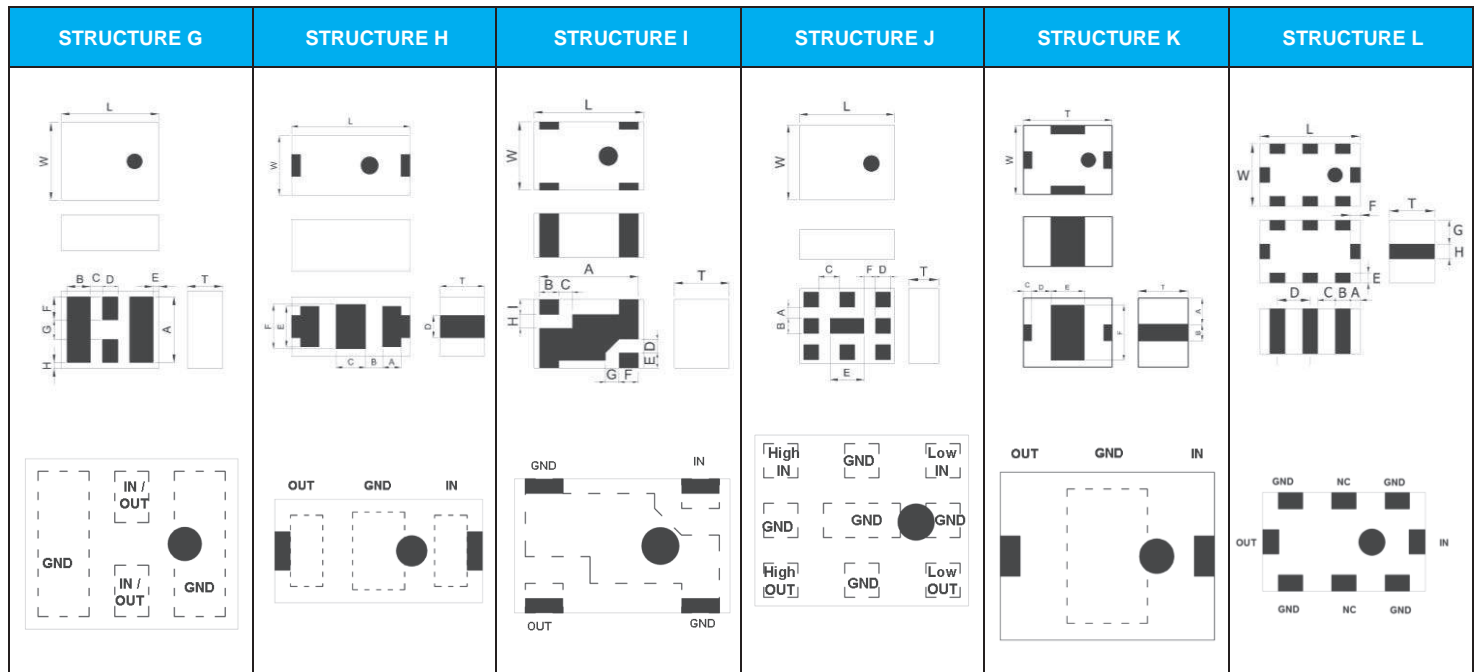 STRUCTURE G
STRUCTURE H
STRUCTURE I
STRUCTURE J
STRUCTURE K
STRUCTURE L
L
W
B
C
D
E
T
F
G
H
A
IN /
OUT
GND
GND
IN /
OUT
L
W
T
F
E
D
C
B
A
OUT
GND
IN
L
W
A
B
C
T
I
H
D
E
G
F
GND
IN
OUT
GND
L
W
C
F
D
T
A
B
E
High
IN
GND
Low
IN
GND
GND
GND
High
OUT
GND
Low
OUT
T
W
C
D
E
T
F
A
B
OUT
GND
IN
L
W
F
T
G
H
E
D
C
B
A
GND
NC
GND
OUT
IN
GND
NC
GND